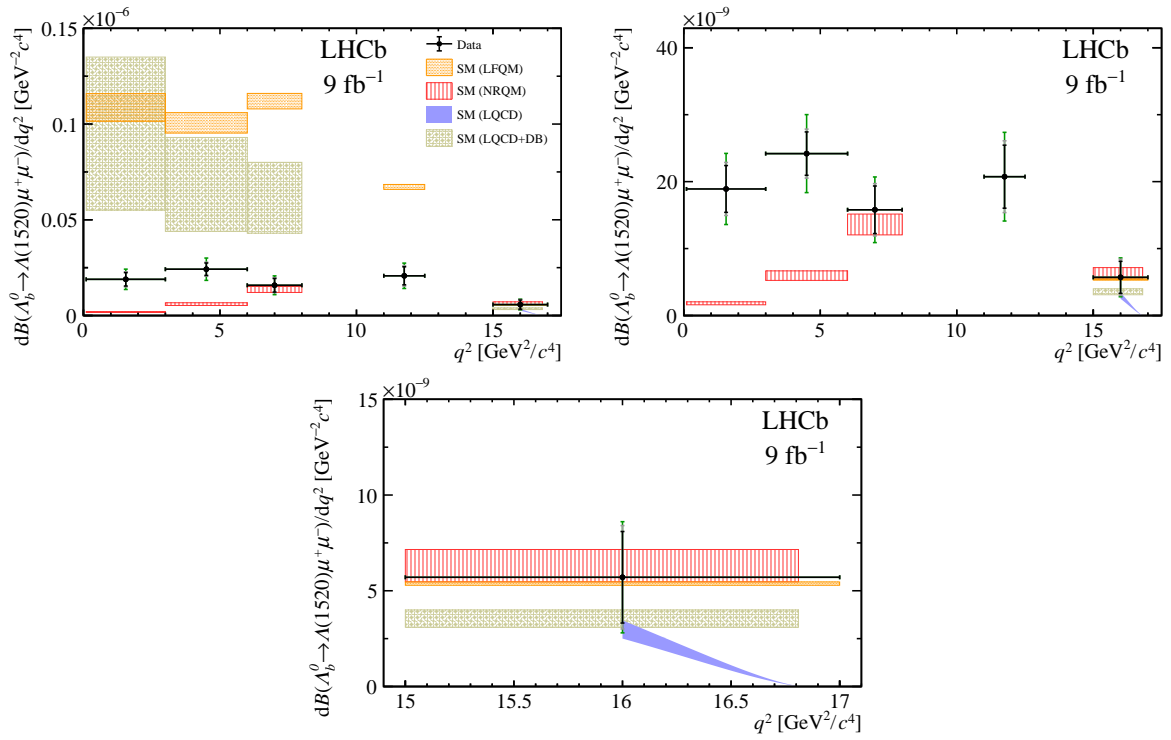 ×10⁻⁶
dB(Λ_b⁰→Λ(1520)μ⁺μ⁻)/dq² [GeV⁻²c⁴]
0.15
0.1
0.05
0
LHCb
9 fb⁻¹
Data
SM (LFQM)
SM (NRQM)
SM (LQCD)
SM (LQCD+DB)
0 5 10 15
q² [GeV²/c⁴]
×10⁻⁹
dB(Λ_b⁰→Λ(1520)μ⁺μ⁻)/dq² [GeV⁻²c⁴]
40
20
0
LHCb
9 fb⁻¹
0 5 10 15
q² [GeV²/c⁴]
×10⁻⁹
dB(Λ_b⁰→Λ(1520)μ⁺μ⁻)/dq² [GeV⁻²c⁴]
15
10
5
0
LHCb
9 fb⁻¹
15 15.5 16 16.5 17
q² [GeV²/c⁴]